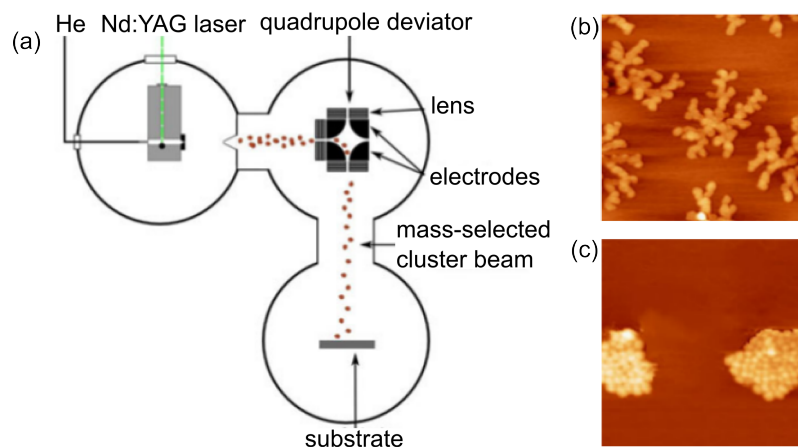 (a)
He Nd:YAG laser
quadrupole deviator
lens
electrodes
mass-selected
cluster beam
substrate
(b)
(c)